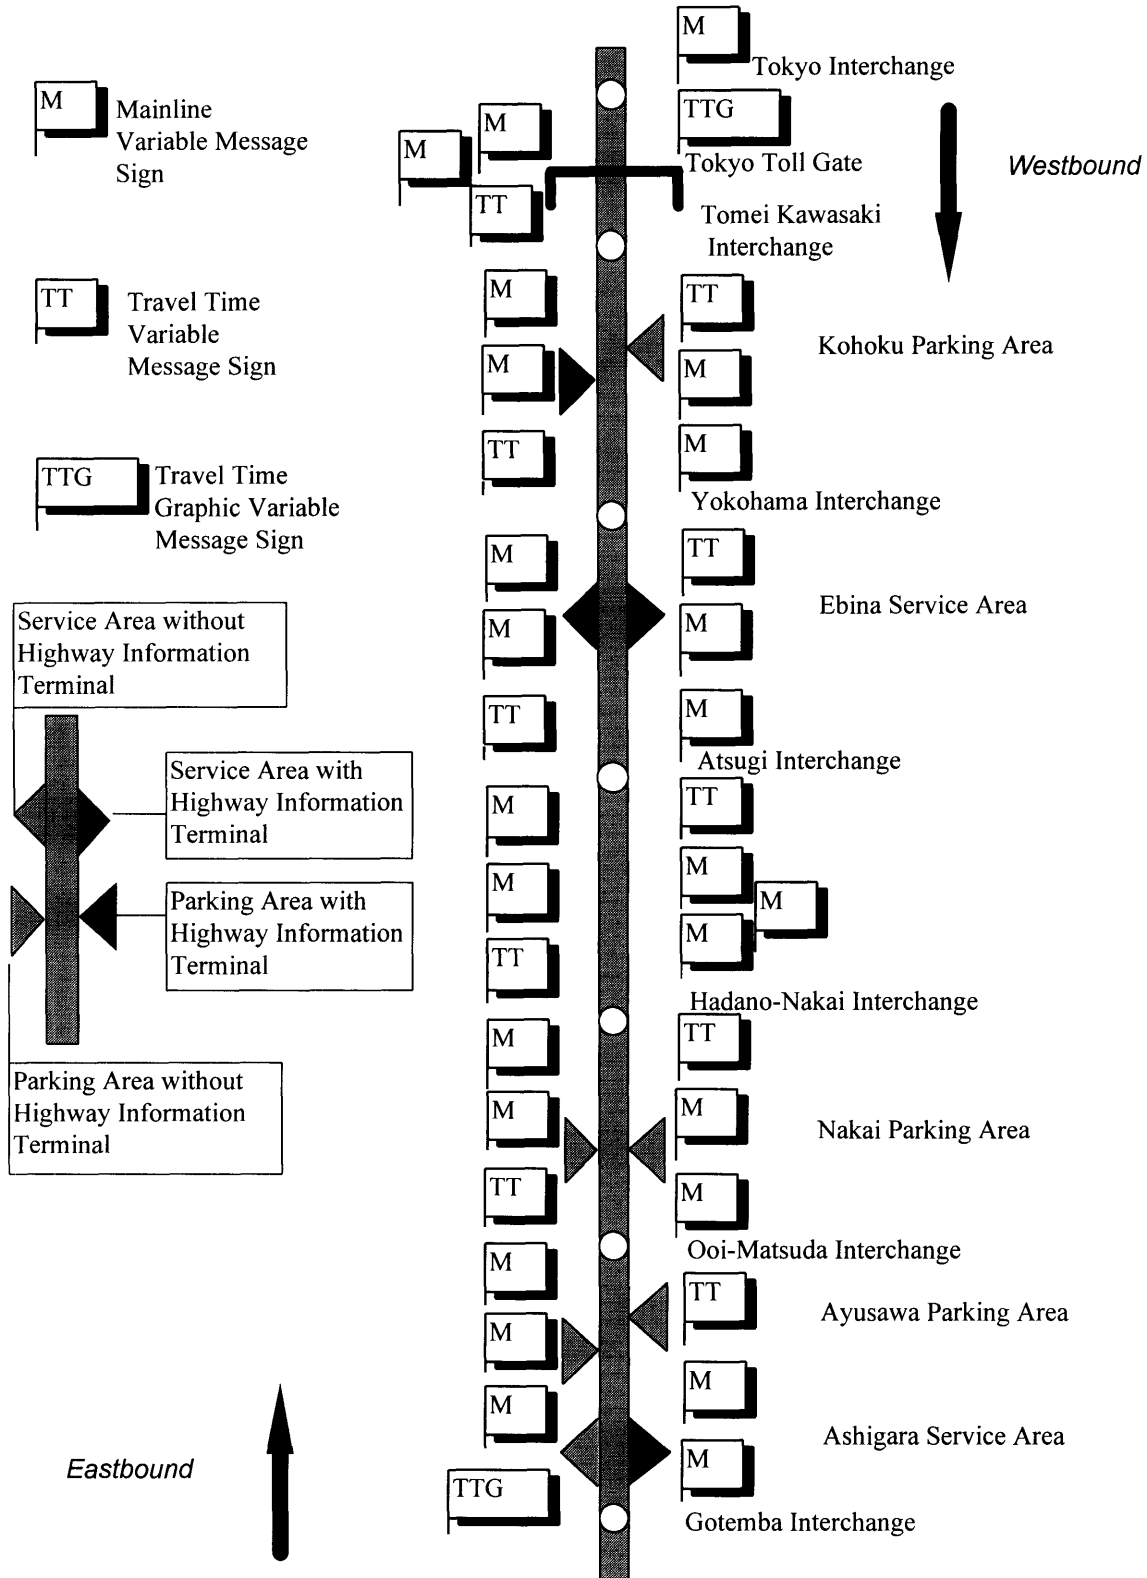 M
Tokyo Interchange
M
Mainline
Variable Message
Sign
TTG
M
M
Tokyo Toll Gate
Westbound
TT
Tomei Kawasaki
Interchange
TT
Travel Time
Variable
Message Sign
M
TT
Kohoku Parking Area
M
M
TT
M
Yokohama Interchange
TTG
Travel Time
Graphic Variable
Message Sign
M
TT
Ebina Service Area
M
M
Service Area without
Highway Information
Terminal
TT
M
Atsugi Interchange
Service Area with
Highway Information
Terminal
M
TT
M
M
M
Parking Area with
Highway Information
Terminal
M
TT
Hadano-Nakai Interchange
M
TT
Parking Area without
Highway Information
Terminal
M
M
Nakai Parking Area
TT
M
Ooi-Matsuda Interchange
M
TT
Ayusawa Parking Area
M
M
M
Ashigara Service Area
M
Eastbound
TTG
Gotemba Interchange